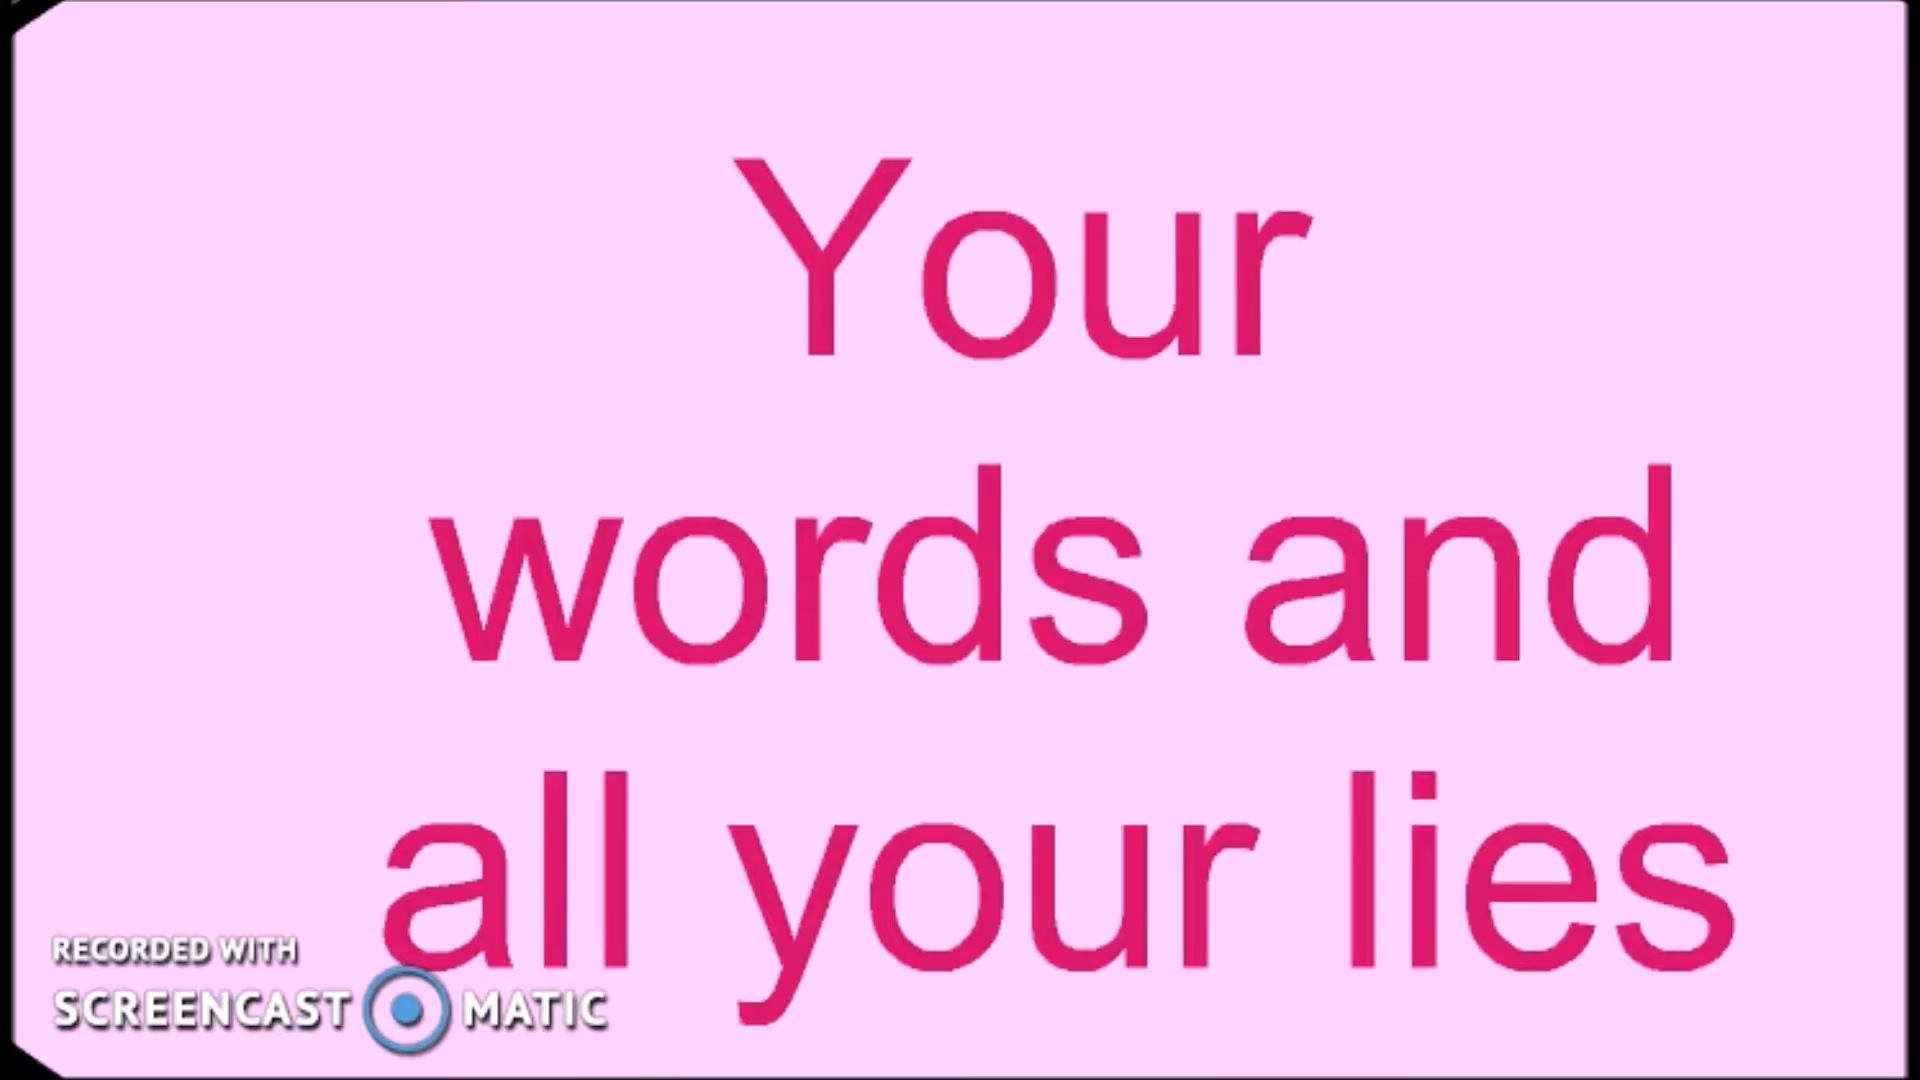 Your
words and
all your lies
RECORDED WITH
SCREENCAST MATIC